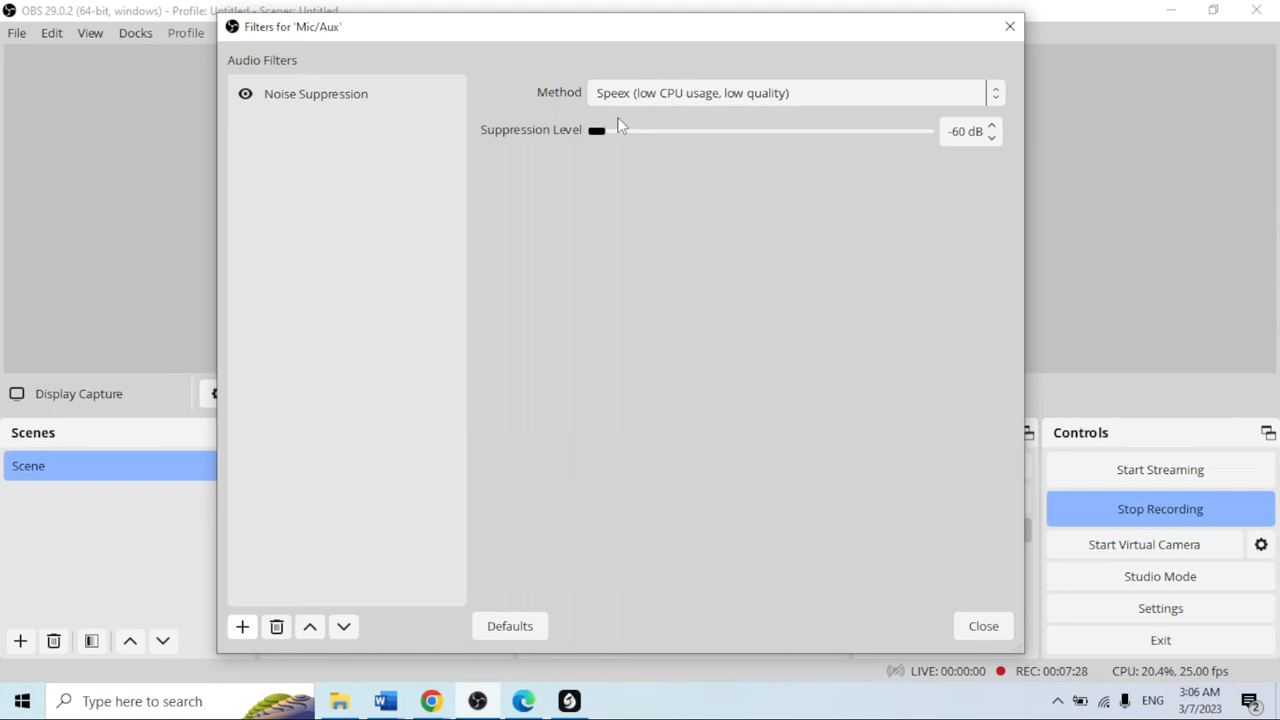 OBS 29.0.2 (64-bit, windows) - Profile: Untitled - Scenes: Untitled
Filters for 'Mic/Aux'
File Edit View Docks Profile
Audio Filters
Noise Suppression
Method Speex (low CPU usage, low quality)
Suppression Level -60 dB
Display Capture
Scenes
Controls
Scene
Start Streaming
Stop Recording
Start Virtual Camera
Studio Mode
Settings
Defaults
Close
Exit
LIVE: 00:00:00 REC: 00:07:28 CPU: 20.4%, 25.00 fps
Type here to search
ENG
3:06 AM
3/7/2023
2